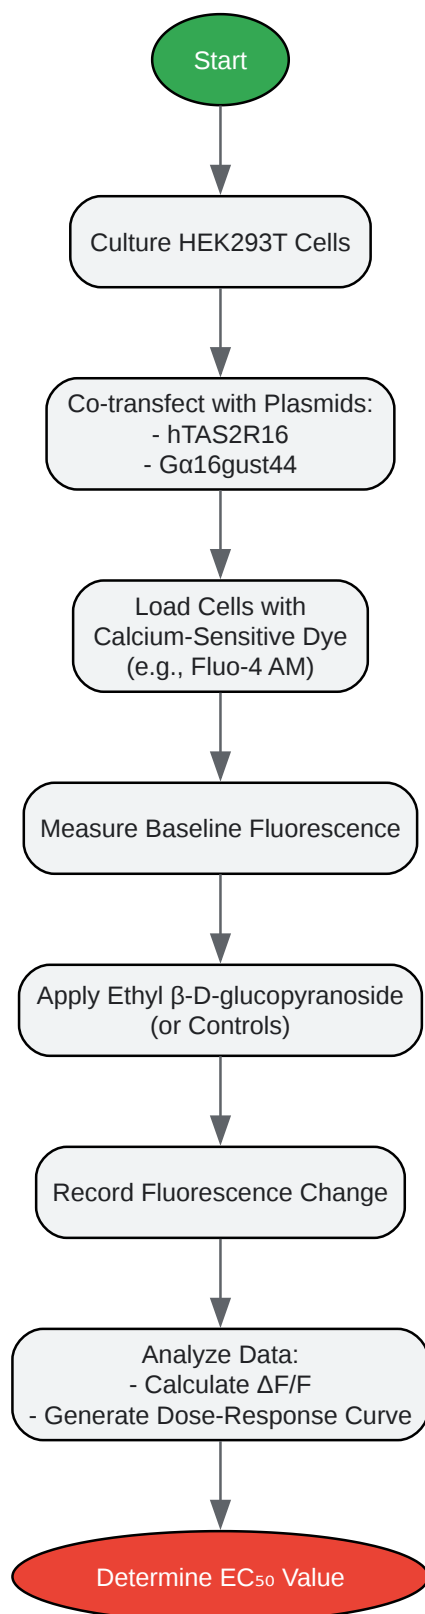 Start
Culture HEK293T Cells
Co-transfect with Plasmids:
- hTAS2R16
- Gα16gust44
Load Cells with
Calcium-Sensitive Dye
(e.g., Fluo-4 AM)
Measure Baseline Fluorescence
Apply Ethyl β-D-glucopyranoside
(or Controls)
Record Fluorescence Change
Analyze Data:
- Calculate ΔF/F
- Generate Dose-Response Curve
Determine EC₅₀ Value